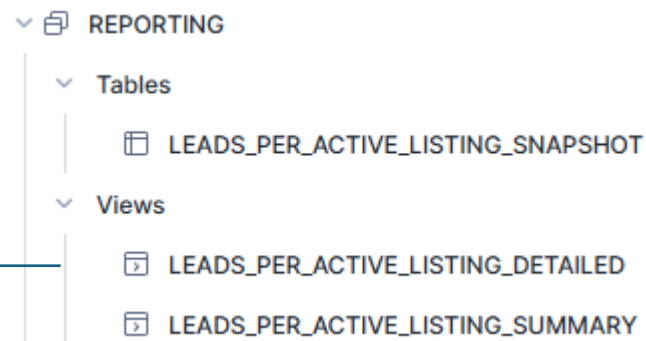 REPORTING
Tables
LEADS_PER_ACTIVE_LISTING_SNAPSHOT
Views
LEADS_PER_ACTIVE_LISTING_DETAILED
LEADS_PER_ACTIVE_LISTING_SUMMARY